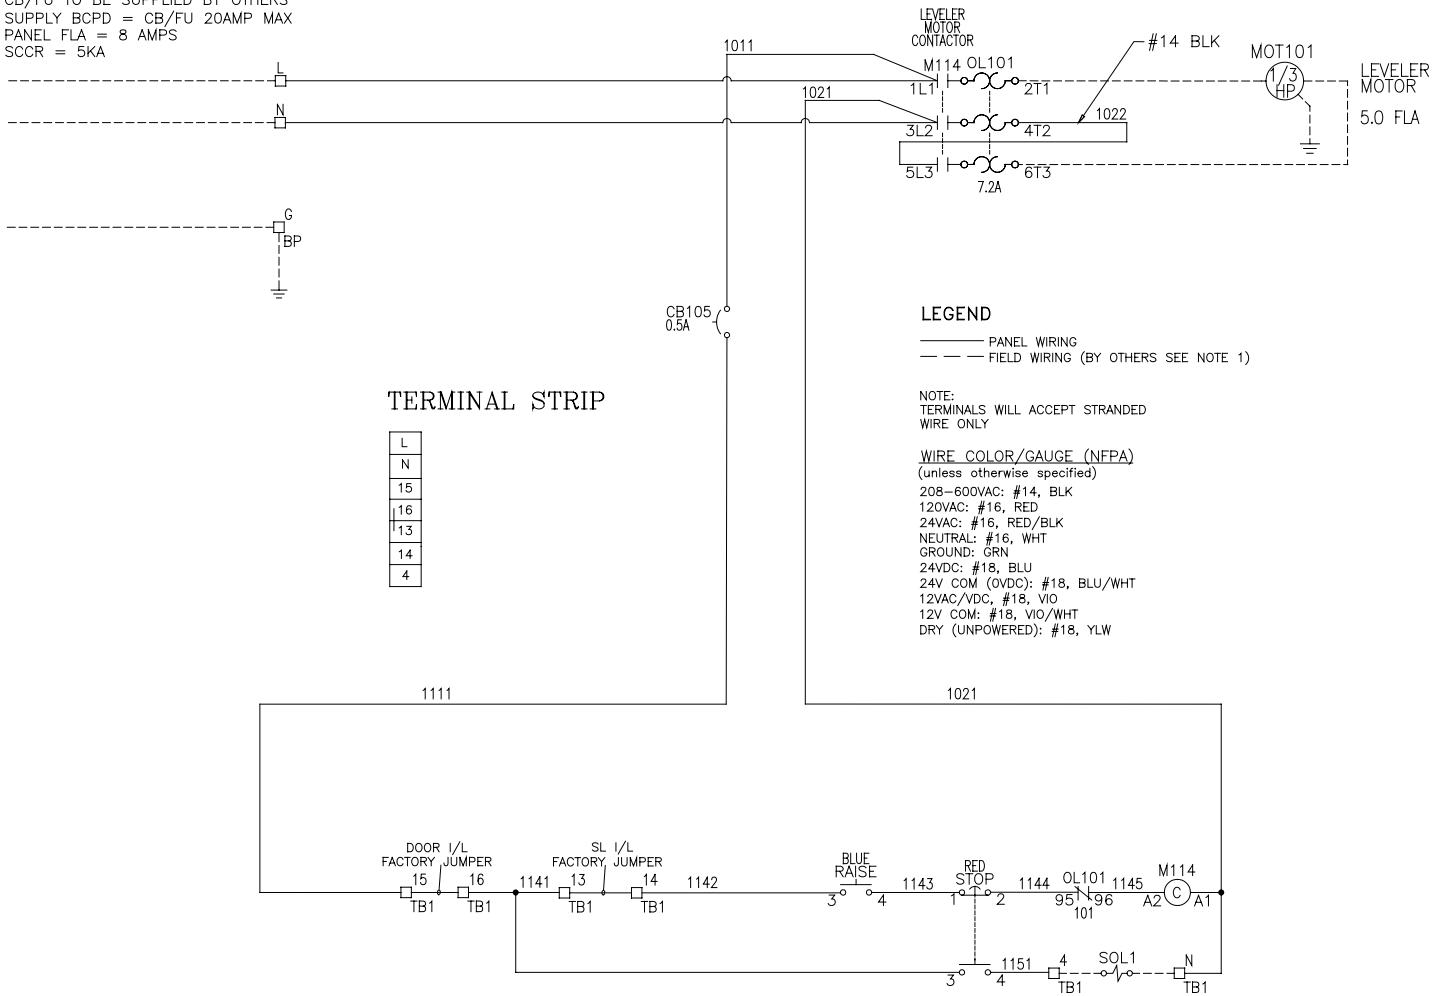 CB/FU TO BE SUPPLIED BY OTHERS
SUPPLY BCPD = CB/FU 20AMP MAX
PANEL FLA = 8 AMPS
SCCR = 5KA
L
N
G
BP
1011
1021
LEVELER
MOTOR
CONTACTOR
M114 OL101
1L1
2T1
3L2
4T2
5L3
6T3
7.2A
#14 BLK
1022
MOT101
1/3
HP
LEVELER
MOTOR
5.0 FLA
CB105
0.5A
LEGEND
PANEL WIRING
FIELD WIRING (BY OTHERS SEE NOTE 1)
NOTE:
TERMINALS WILL ACCEPT STRANDED
WIRE ONLY
WIRE COLOR/GAUGE (NFPA)
(unless otherwise specified)
208-600VAC: #14, BLK
120VAC: #16, RED
24VAC: #16, RED/BLK
NEUTRAL: #16, WHT
GROUND: GRN
24VDC: #18, BLU
24V COM (0VDC): #18, BLU/WHT
12VAC/VDC, #18, VIO
12V COM: #18, VIO/WHT
DRY (UNPOWERED): #18, YLW
TERMINAL STRIP
L
N
15
16
13
14
4
1111
1021
DOOR I/L
FACTORY JUMPER
15
16
TB1
TB1
1141
SL I/L
FACTORY JUMPER
13
14
TB1
TB1
1142
BLUE
RAISE
3
4
1143
RED
STOP
1
2
1144
OL101
95
96
101
1145
M114
A2
C
A1
3
4
1151
4
TB1
SOL1
N
TB1